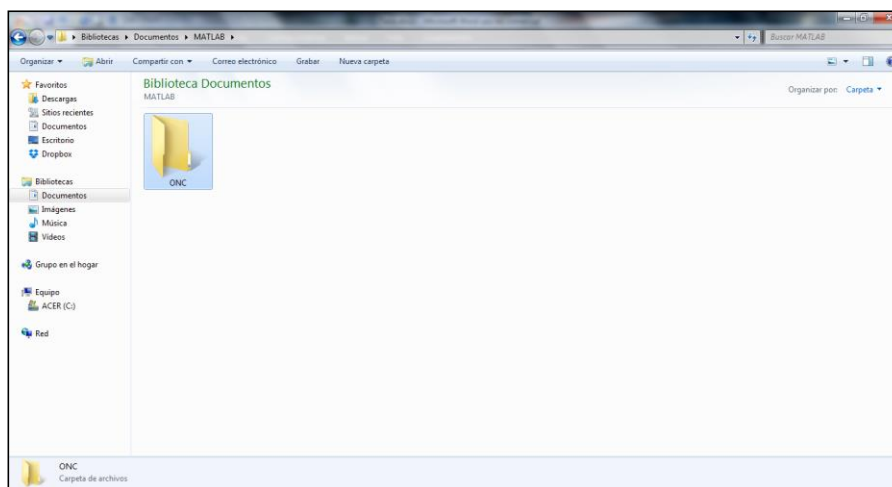 Bibliotecas ▸ Documentos ▸ MATLAB ▸
Buscar MATLAB
Organizar
Abrir
Compartir con
Correo electrónico
Grabar
Nueva carpeta
Favoritos
Descargas
Sitios recientes
Documentos
Escritorio
Dropbox
Bibliotecas
Documentos
Imágenes
Música
Vídeos
Grupo en el hogar
Equipo
ACER (C:)
Red
Biblioteca Documentos
MATLAB
Organizar por: Carpeta
ONC
ONC
Carpeta de archivos